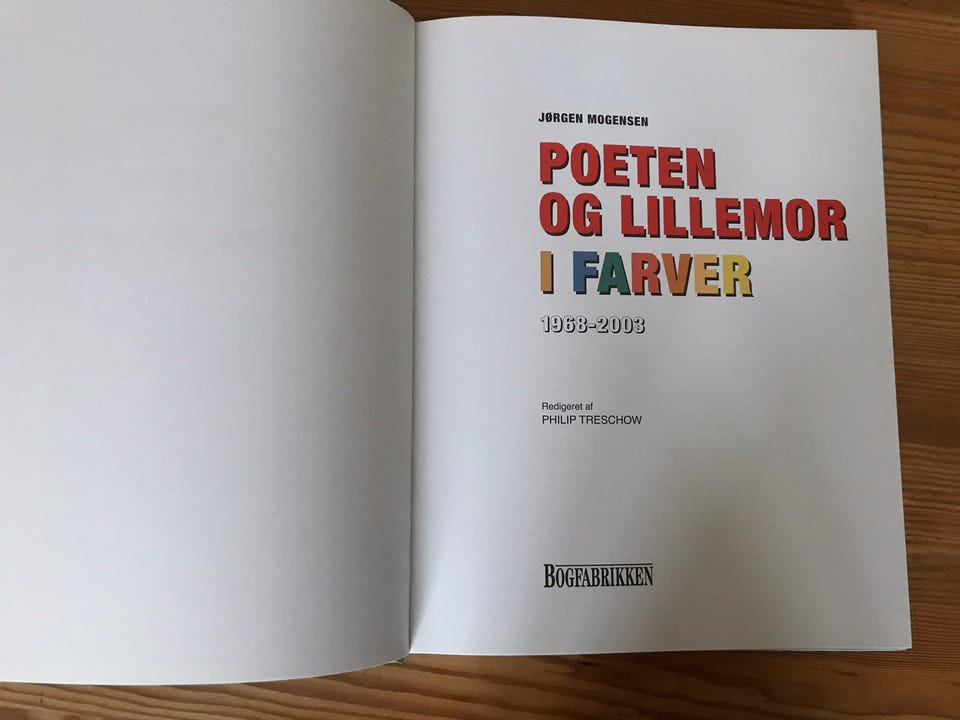 JØRGEN MOGENSEN
POETEN
OG LILLEMOR
I FARVER
1968-2003
Redigeret af
PHILIP TRESCHOW
BOGFABRIKKEN